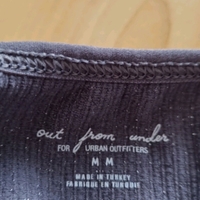 out from under
FOR URBAN OUTFITTERS
M M
MADE IN TURKEY
FABRIQUÉ EN TURQUIE